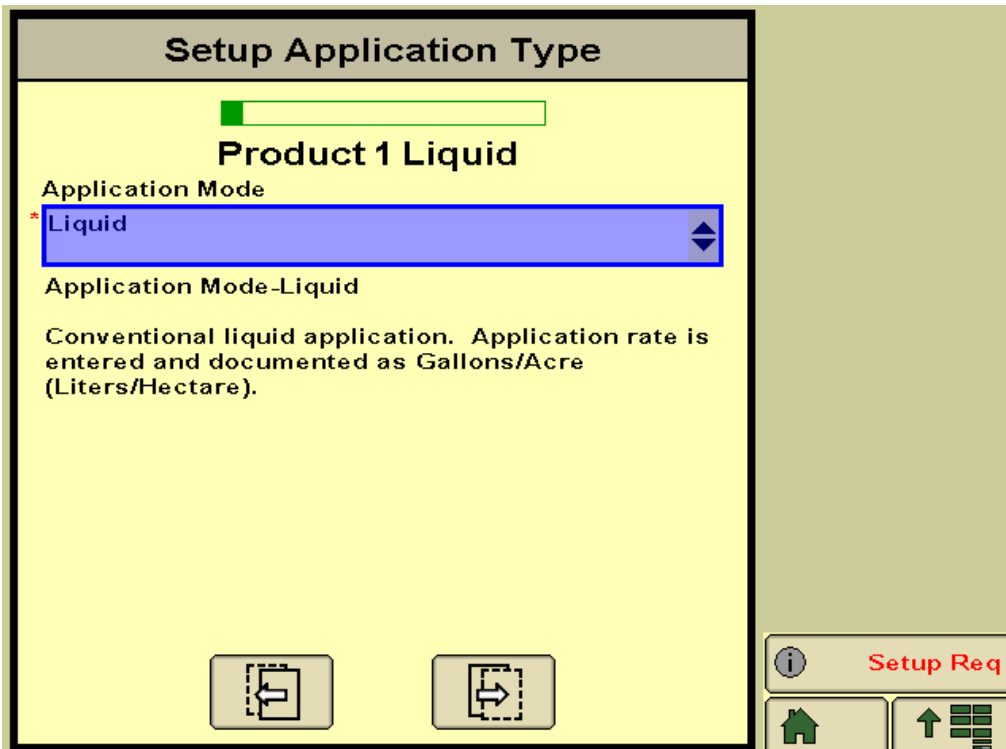 Setup Application Type
Product 1 Liquid
Application Mode
*Liquid
Application Mode-Liquid
Conventional liquid application. Application rate is
entered and documented as Gallons/Acre
(Liters/Hectare).
Setup Req